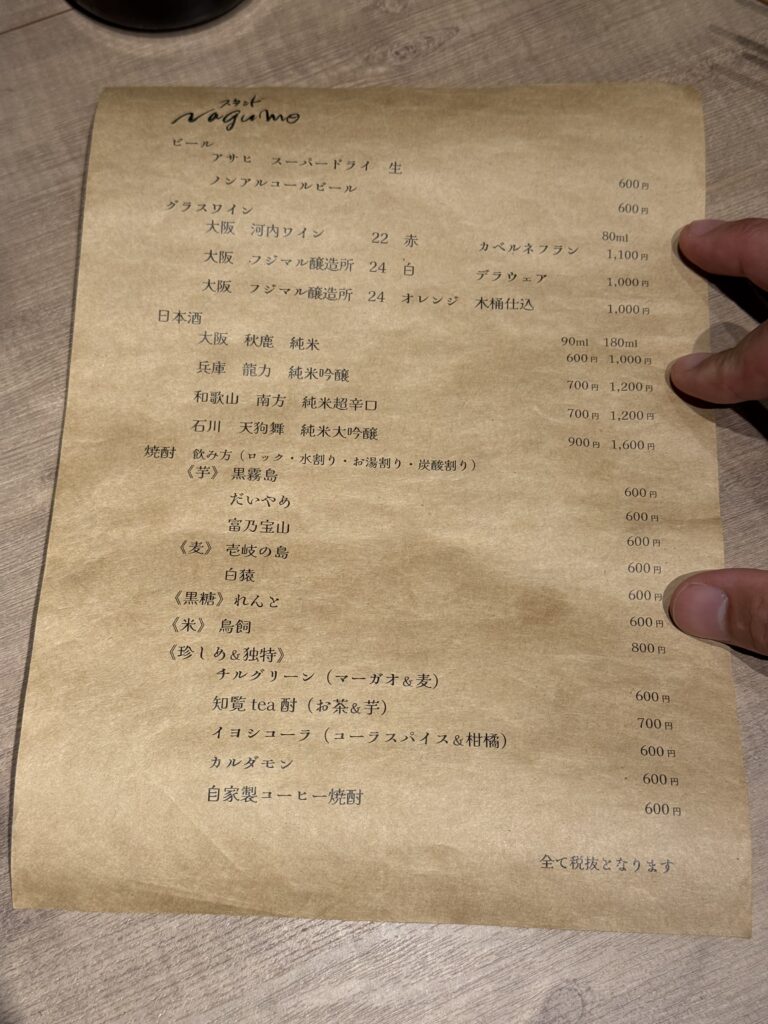 スタンド
Nagumo
ビール
アサヒ スーパードライ 生 600円
ノンアルコールビール 600円
グラスワイン 80ml
大阪 河内ワイン 22 赤 カベルネフラン 1,100円
大阪 フジマル醸造所 24 白 デラウェア 1,000円
大阪 フジマル醸造所 24 オレンジ 木桶仕込 1,000円
日本酒 90ml 180ml
大阪 秋鹿 純米 600円 1,000円
兵庫 龍力 純米吟醸 700円 1,200円
和歌山 南方 純米超辛口 700円 1,200円
石川 天狗舞 純米大吟醸 900円 1,600円
焼酎 飲み方（ロック・水割り・お湯割り・炭酸割り）
《芋》 黒霧島 600円
だいやめ 600円
富乃宝山 600円
《麦》 壱岐の島 600円
白猿 600円
《黒糖》れんと 600円
《米》 鳥飼 800円
《珍しめ＆独特》
チルグリーン（マーガオ＆麦） 600円
知覧 tea 酎（お茶＆芋） 700円
イヨシコーラ（コーラスパイス＆柑橘） 600円
カルダモン 600円
自家製コーヒー焼酎 600円
全て税抜となります